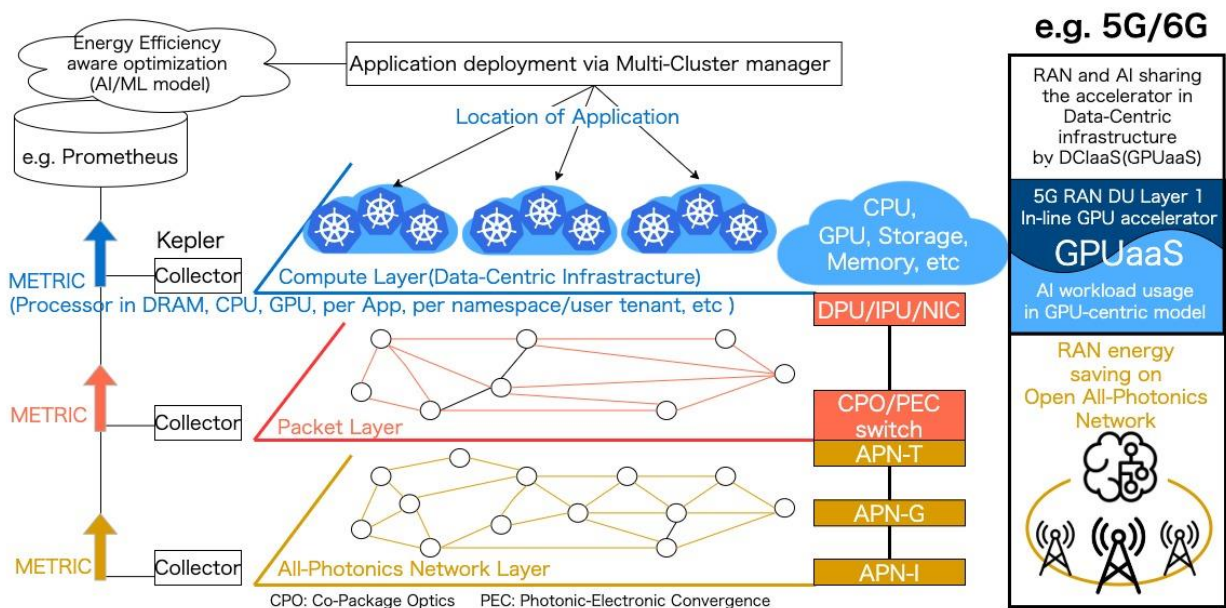 Energy Efficiency
aware optimization
(AI/ML model)
Application deployment via Multi-Cluster manager
e.g. Prometheus
Location of Application
Kepler
METRIC
Collector
Compute Layer(Data-Centric Infrastracture)
(Processor in DRAM, CPU, GPU, per App, per namespace/user tenant, etc )
CPU,
GPU, Storage,
Memory, etc
DPU/IPU/NIC
METRIC
Collector
Packet Layer
CPO/PEC
switch
APN-T
APN-G
METRIC
Collector
All-Photonics Network Layer
APN-I
CPO: Co-Package Optics
PEC: Photonic-Electronic Convergence
e.g. 5G/6G
RAN and AI sharing
the accelerator in
Data-Centric
infrastructure
by DCIaaS(GPUaaS)
5G RAN DU Layer 1
In-line GPU accelerator
GPUaaS
AI workload usage
in GPU-centric model
RAN energy
saving on
Open All-Photonics
Network